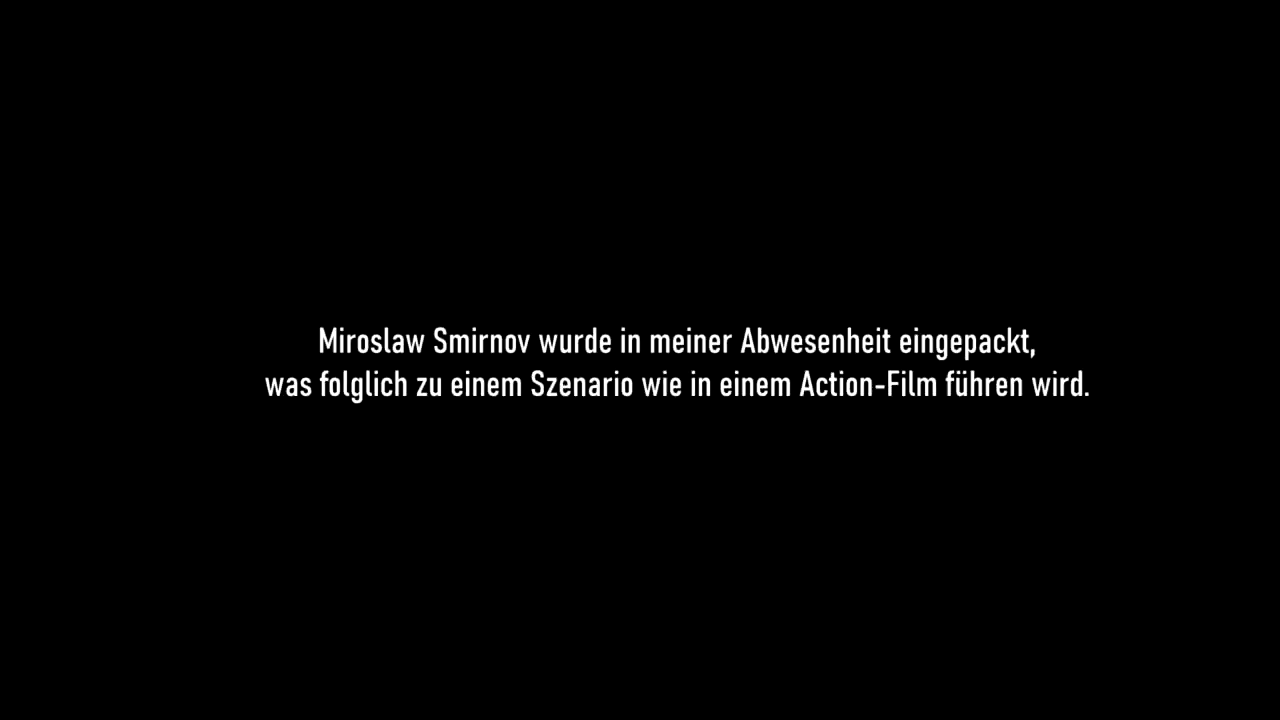 Miroslaw Smirnov wurde in meiner Abwesenheit eingepackt,
was folglich zu einem Szenario wie in einem Action-Film führen wird.